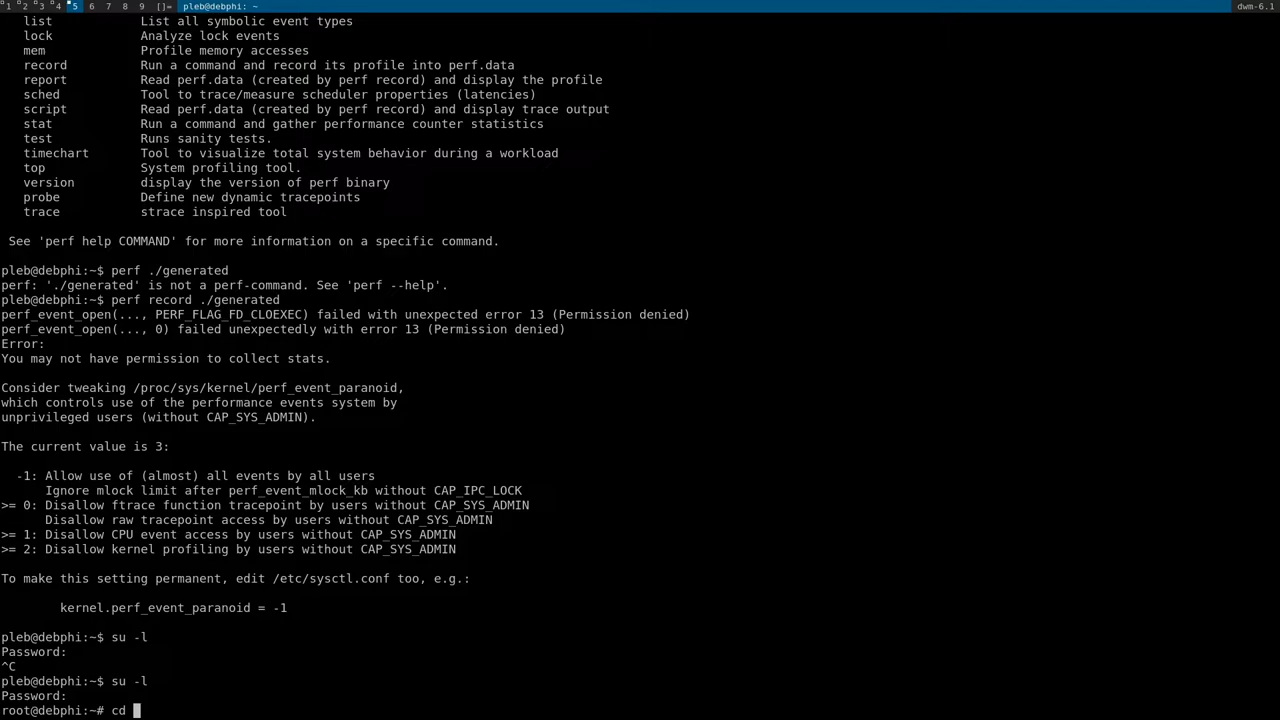 1 2 3 4 5 6 7 8 9 []= pleb@debphi: ~ dwm-6.1
list List all symbolic event types
lock Analyze lock events
mem Profile memory accesses
record Run a command and record its profile into perf.data
report Read perf.data (created by perf record) and display the profile
sched Tool to trace/measure scheduler properties (latencies)
script Read perf.data (created by perf record) and display trace output
stat Run a command and gather performance counter statistics
test Runs sanity tests.
timechart Tool to visualize total system behavior during a workload
top System profiling tool.
version display the version of perf binary
probe Define new dynamic tracepoints
trace strace inspired tool
See 'perf help COMMAND' for more information on a specific command.
pleb@debphi:~$ perf ./generated
perf: './generated' is not a perf-command. See 'perf --help'.
pleb@debphi:~$ perf record ./generated
perf_event_open(..., PERF_FLAG_FD_CLOEXEC) failed with unexpected error 13 (Permission denied)
perf_event_open(..., 0) failed unexpectedly with error 13 (Permission denied)
Error:
You may not have permission to collect stats.
Consider tweaking /proc/sys/kernel/perf_event_paranoid,
which controls use of the performance events system by
unprivileged users (without CAP_SYS_ADMIN).
The current value is 3:
-1: Allow use of (almost) all events by all users
Ignore mlock limit after perf_event_mlock_kb without CAP_IPC_LOCK
>= 0: Disallow ftrace function tracepoint by users without CAP_SYS_ADMIN
Disallow raw tracepoint access by users without CAP_SYS_ADMIN
>= 1: Disallow CPU event access by users without CAP_SYS_ADMIN
>= 2: Disallow kernel profiling by users without CAP_SYS_ADMIN
To make this setting permanent, edit /etc/sysctl.conf too, e.g.:
kernel.perf_event_paranoid = -1
pleb@debphi:~$ su -l
Password:
^C
pleb@debphi:~$ su -l
Password:
root@debphi:~# cd